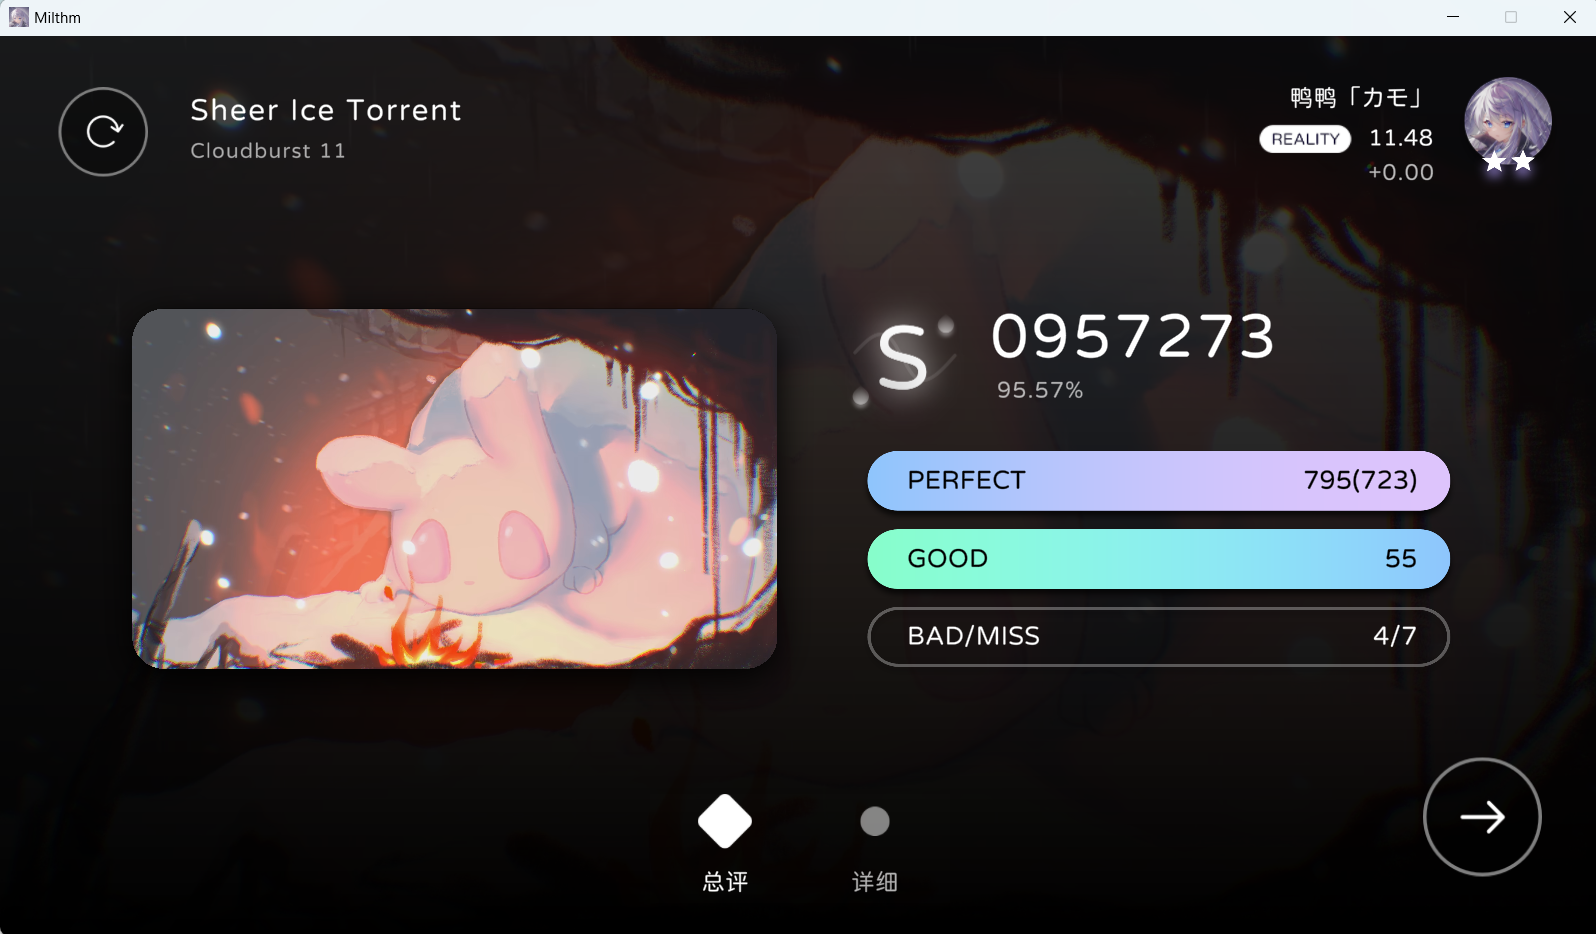 Milthm
Sheer Ice Torrent
Cloudburst 11
鸭鸭「カモ」
REALITY 11.48
+0.00
S 0957273
95.57%
PERFECT 795(723)
GOOD 55
BAD/MISS 4/7
总评 详细